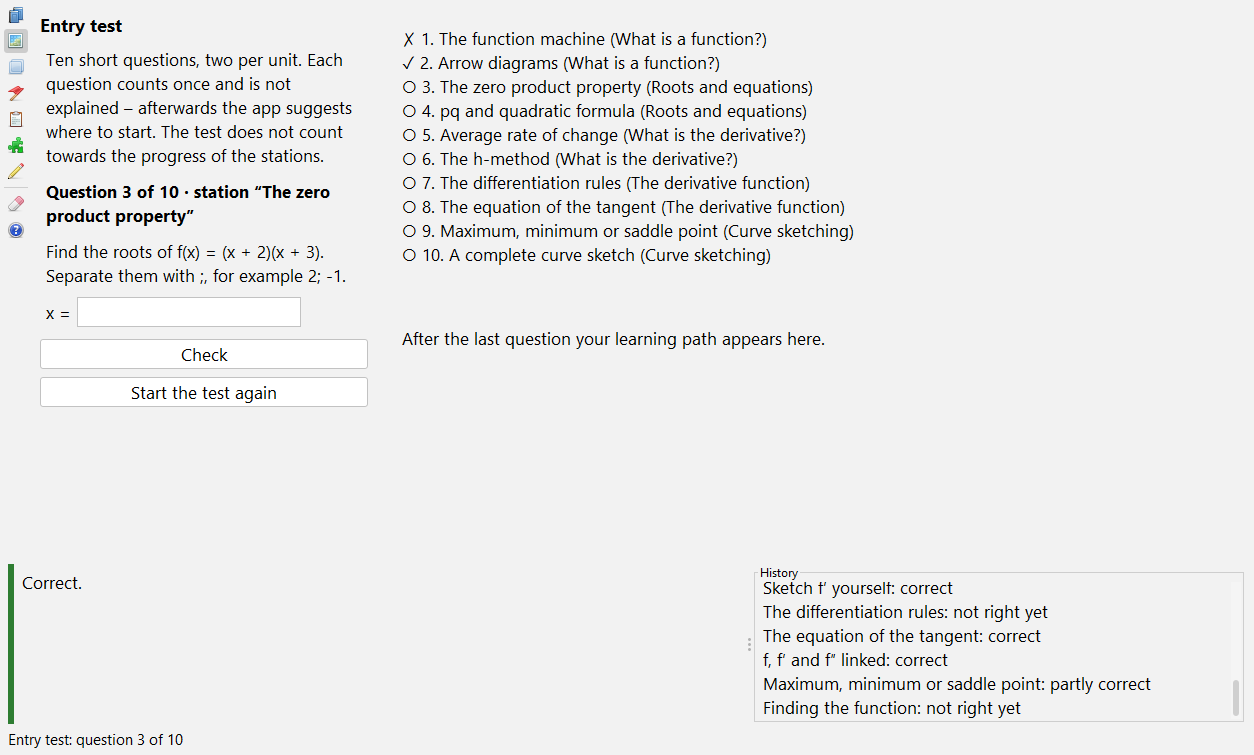 Entry test
Ten short questions, two per unit. Each
question counts once and is not
explained – afterwards the app suggests
where to start. The test does not count
towards the progress of the stations.
Question 3 of 10 · station “The zero
product property”
Find the roots of f(x) = (x + 2)(x + 3).
Separate them with ;, for example 2; -1.
x =
Check
Start the test again
✗ 1. The function machine (What is a function?)
✓ 2. Arrow diagrams (What is a function?)
○ 3. The zero product property (Roots and equations)
○ 4. pq and quadratic formula (Roots and equations)
○ 5. Average rate of change (What is the derivative?)
○ 6. The h-method (What is the derivative?)
○ 7. The differentiation rules (The derivative function)
○ 8. The equation of the tangent (The derivative function)
○ 9. Maximum, minimum or saddle point (Curve sketching)
○ 10. A complete curve sketch (Curve sketching)
After the last question your learning path appears here.
Correct.
History
Sketch f′ yourself: correct
The differentiation rules: not right yet
The equation of the tangent: correct
f, f′ and f″ linked: correct
Maximum, minimum or saddle point: partly correct
Finding the function: not right yet
Entry test: question 3 of 10